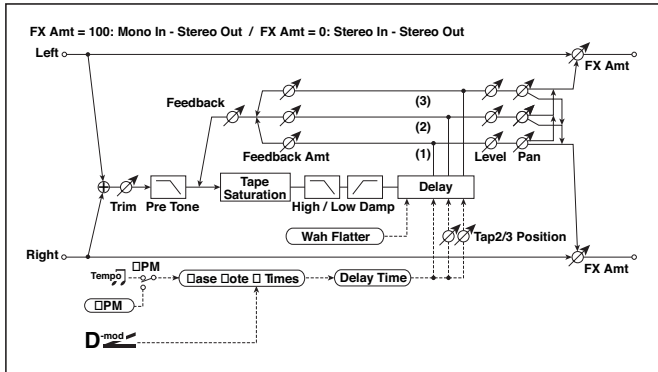 FX Amt = 100: Mono In - Stereo Out / FX Amt = 0: Stereo In - Stereo Out
Left
FX Amt
Feedback
(3)
(2)
(1)
Feedback Amt
Level Pan
Trim
Pre Tone
Tape
Saturation
High / Low Damp
Delay
Wah Flatter
Tap2/3 Position
Right
FX Amt
Tempo
□PM
□ase □ote □ Times
Delay Time
□PM
D-mod